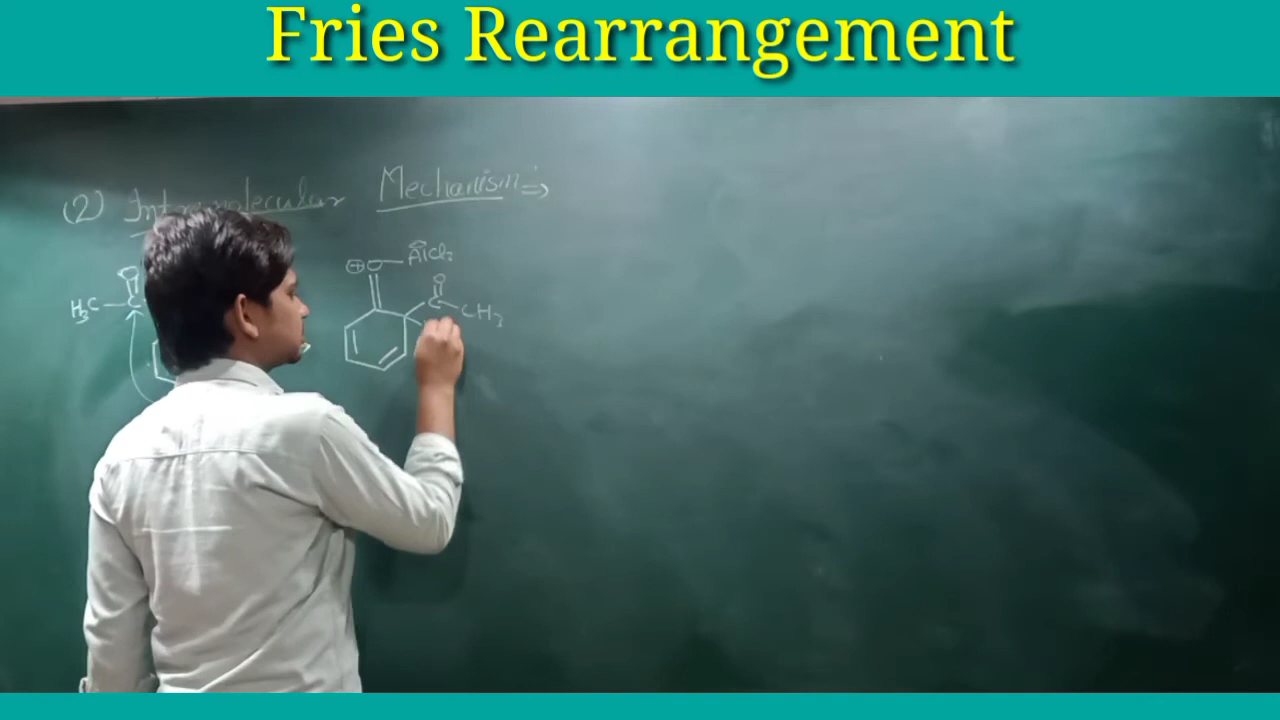 Fries Rearrangement
(2) Intramolecular Mechanism :⇒
⊕O—AlCl₃
H₃C—C
C CH₃